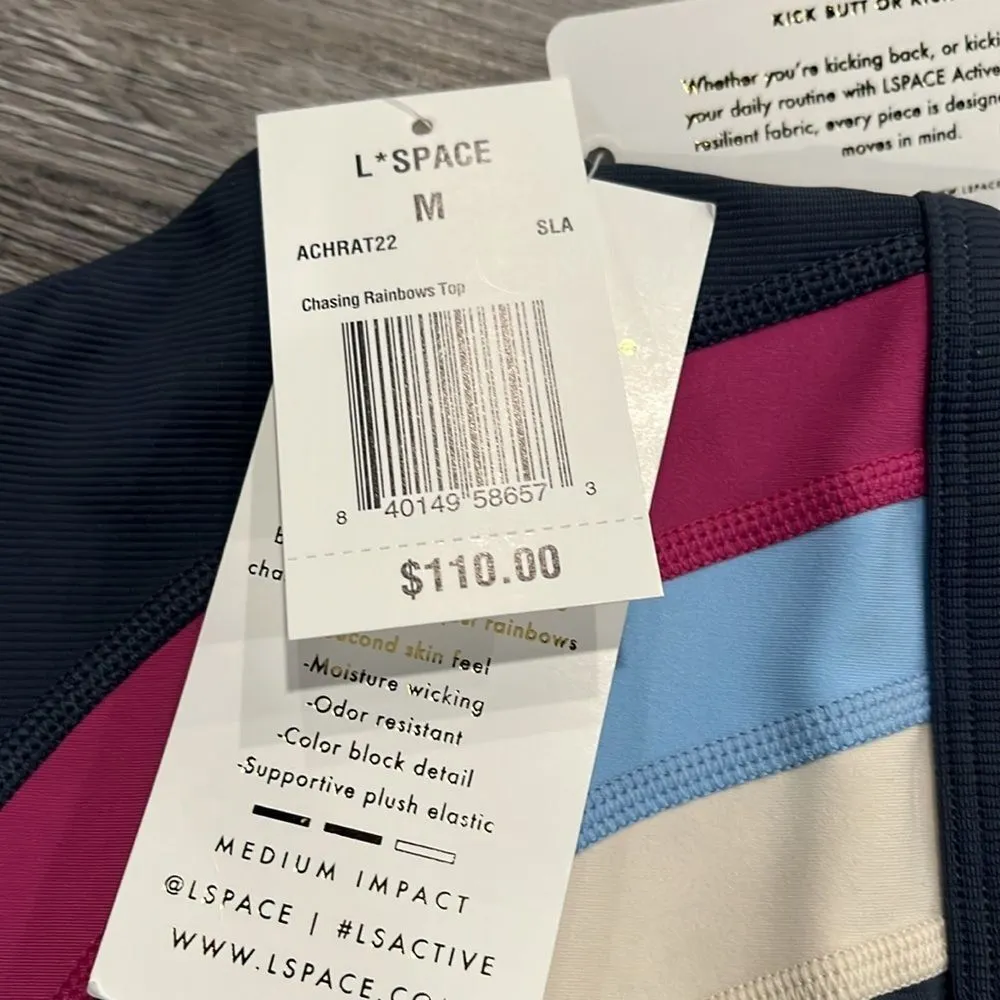 KICK BUTT OR
Whether you're kicking back, or
your daily routine with LSPACE Active
resilient fabric, every piece is
moves in mind.
L*SPACE
M
ACHRAT22 SLA
Chasing Rainbows Top
8 40149 58657 3
$110.00
rainbows
second skin feel
-Moisture wicking
-Odor resistant
-Color block detail
-Supportive plush elastic
MEDIUM IMPACT
@LSPACE | #LSACTIVE
WWW.LSPACE.CO